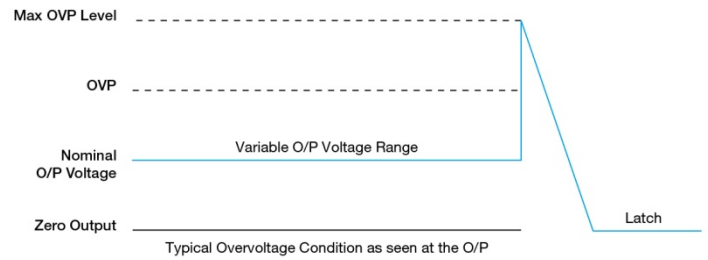 Max OVP Level
OVP
Variable O/P Voltage Range
Nominal
O/P Voltage
Zero Output
Latch
Typical Overvoltage Condition as seen at the O/P